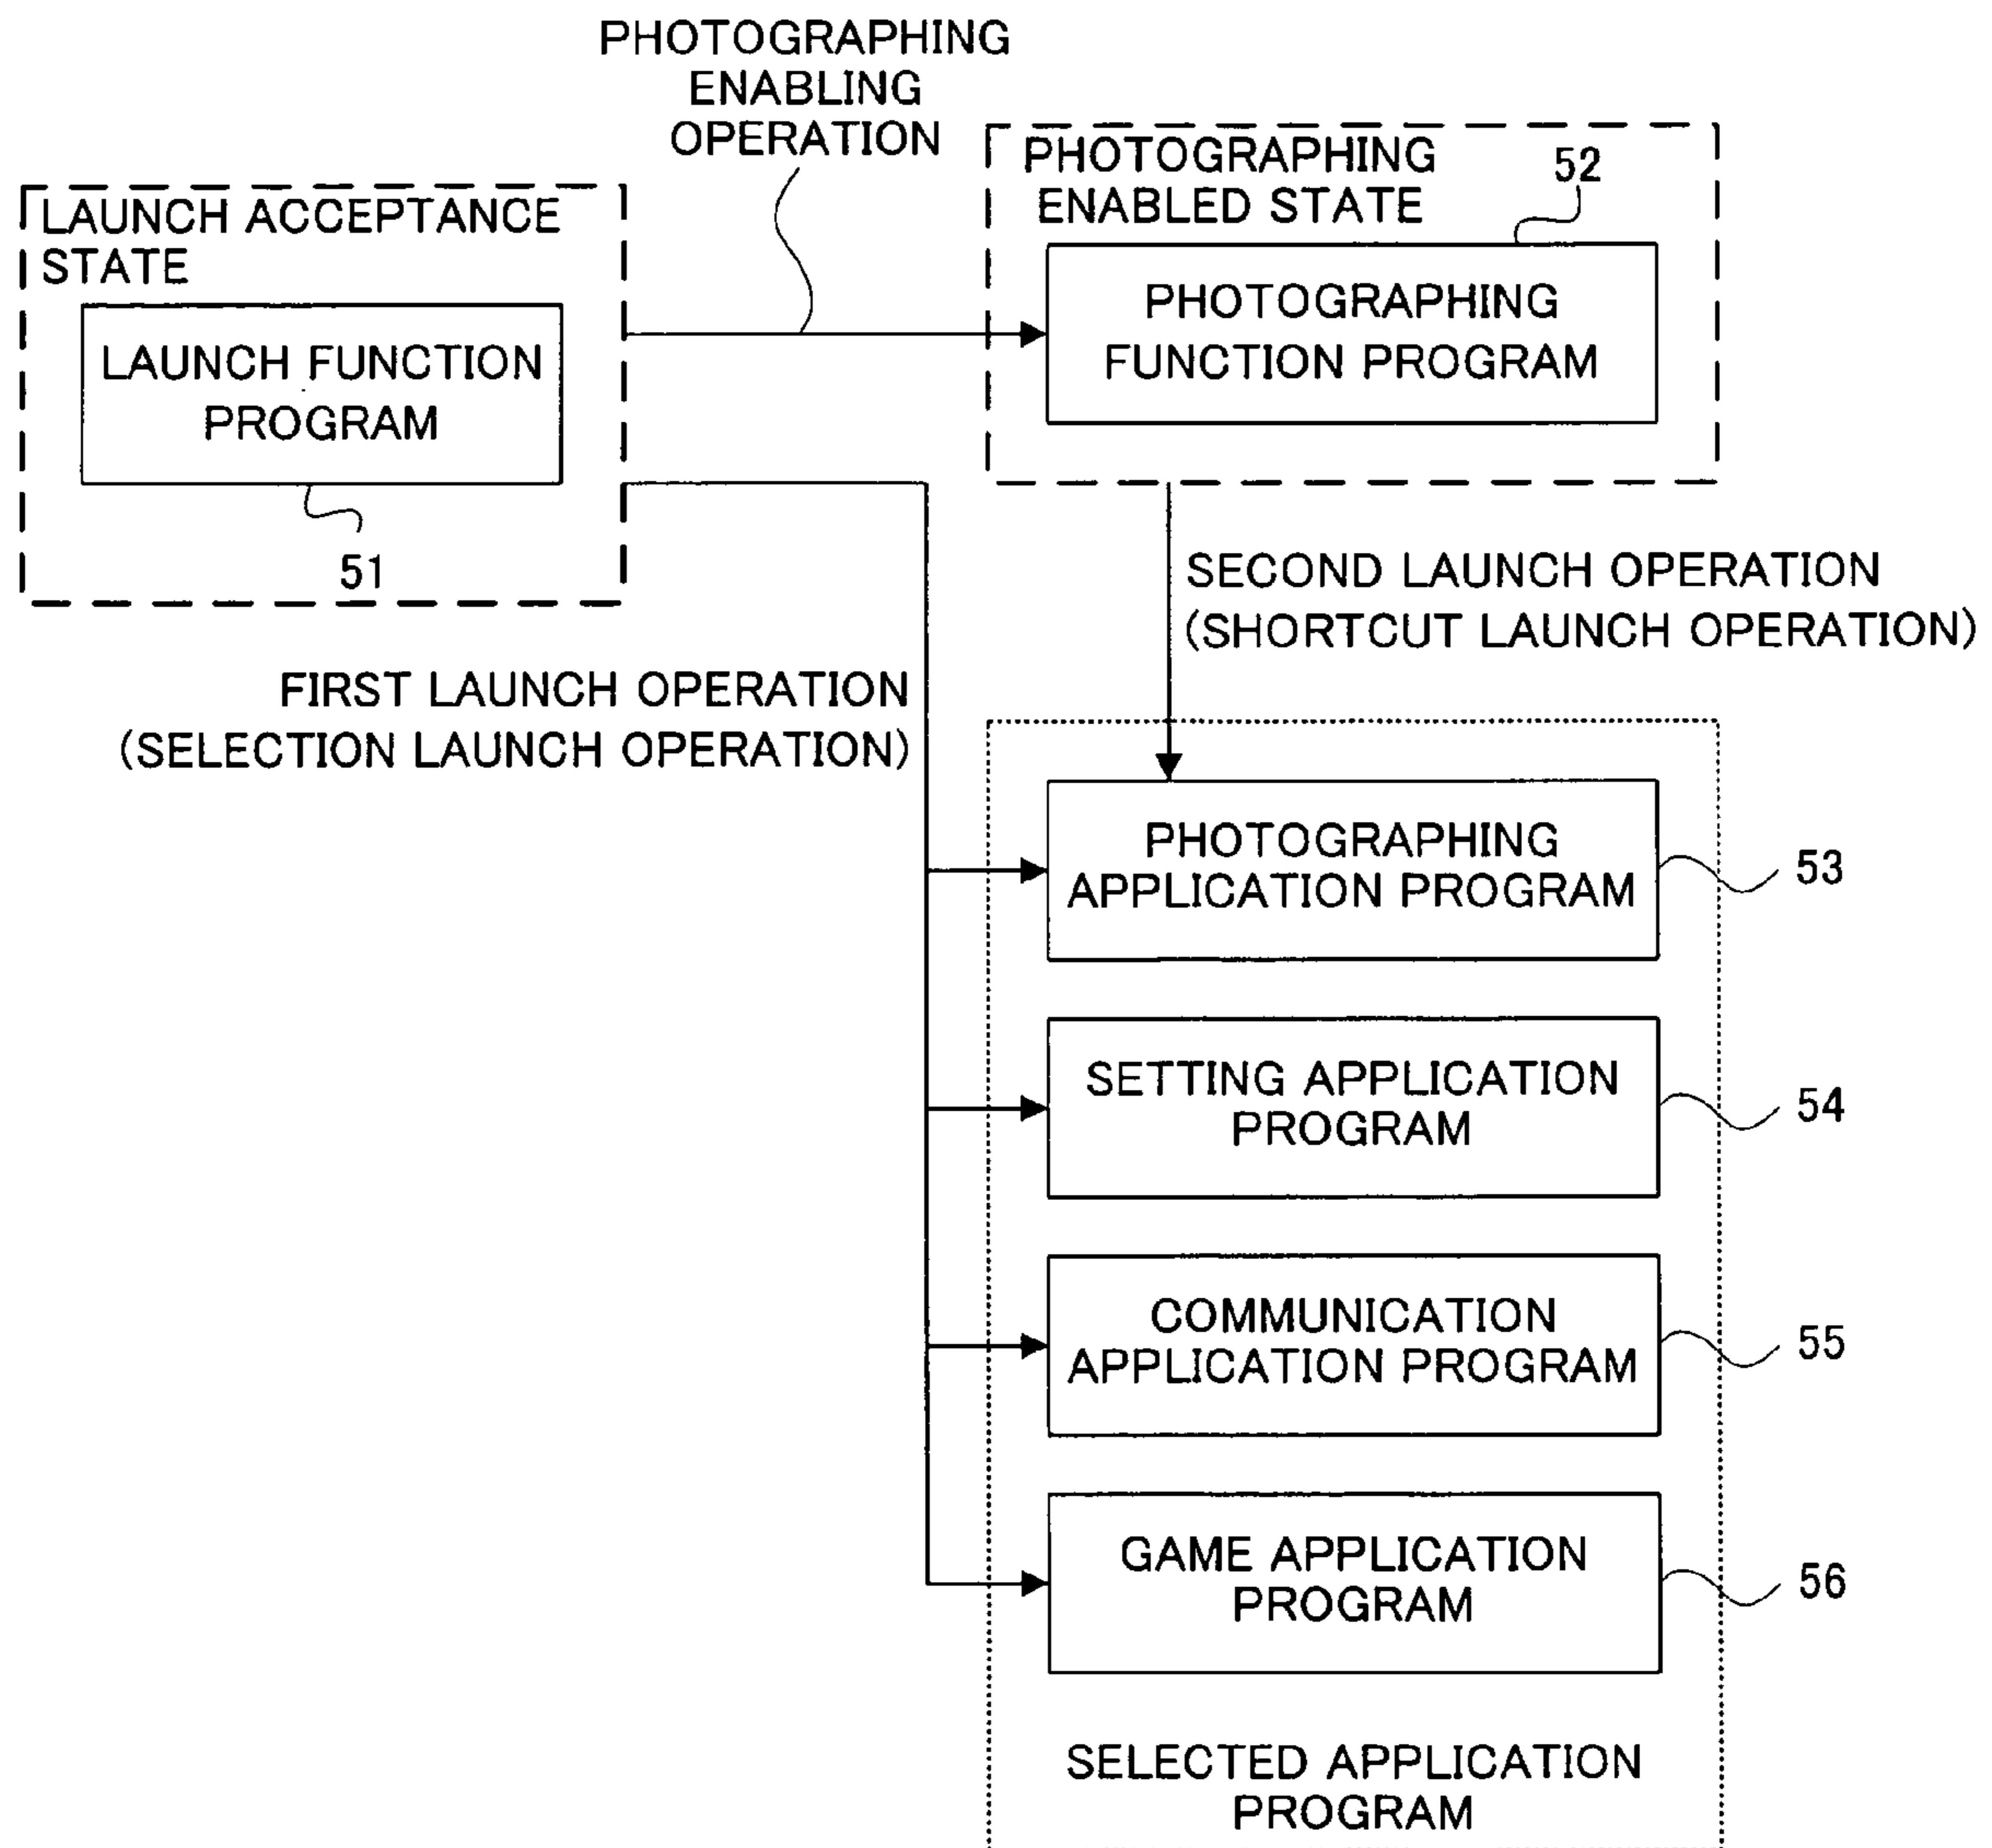 PHOTOGRAPHING
ENABLING
OPERATION
LAUNCH ACCEPTANCE
STATE
LAUNCH FUNCTION
PROGRAM
51
PHOTOGRAPHING
ENABLED STATE
52
PHOTOGRAPHING
FUNCTION PROGRAM
SECOND LAUNCH OPERATION
(SHORTCUT LAUNCH OPERATION)
FIRST LAUNCH OPERATION
(SELECTION LAUNCH OPERATION)
PHOTOGRAPHING
APPLICATION PROGRAM
53
SETTING APPLICATION
PROGRAM
54
COMMUNICATION
APPLICATION PROGRAM
55
GAME APPLICATION
PROGRAM
56
SELECTED APPLICATION
PROGRAM